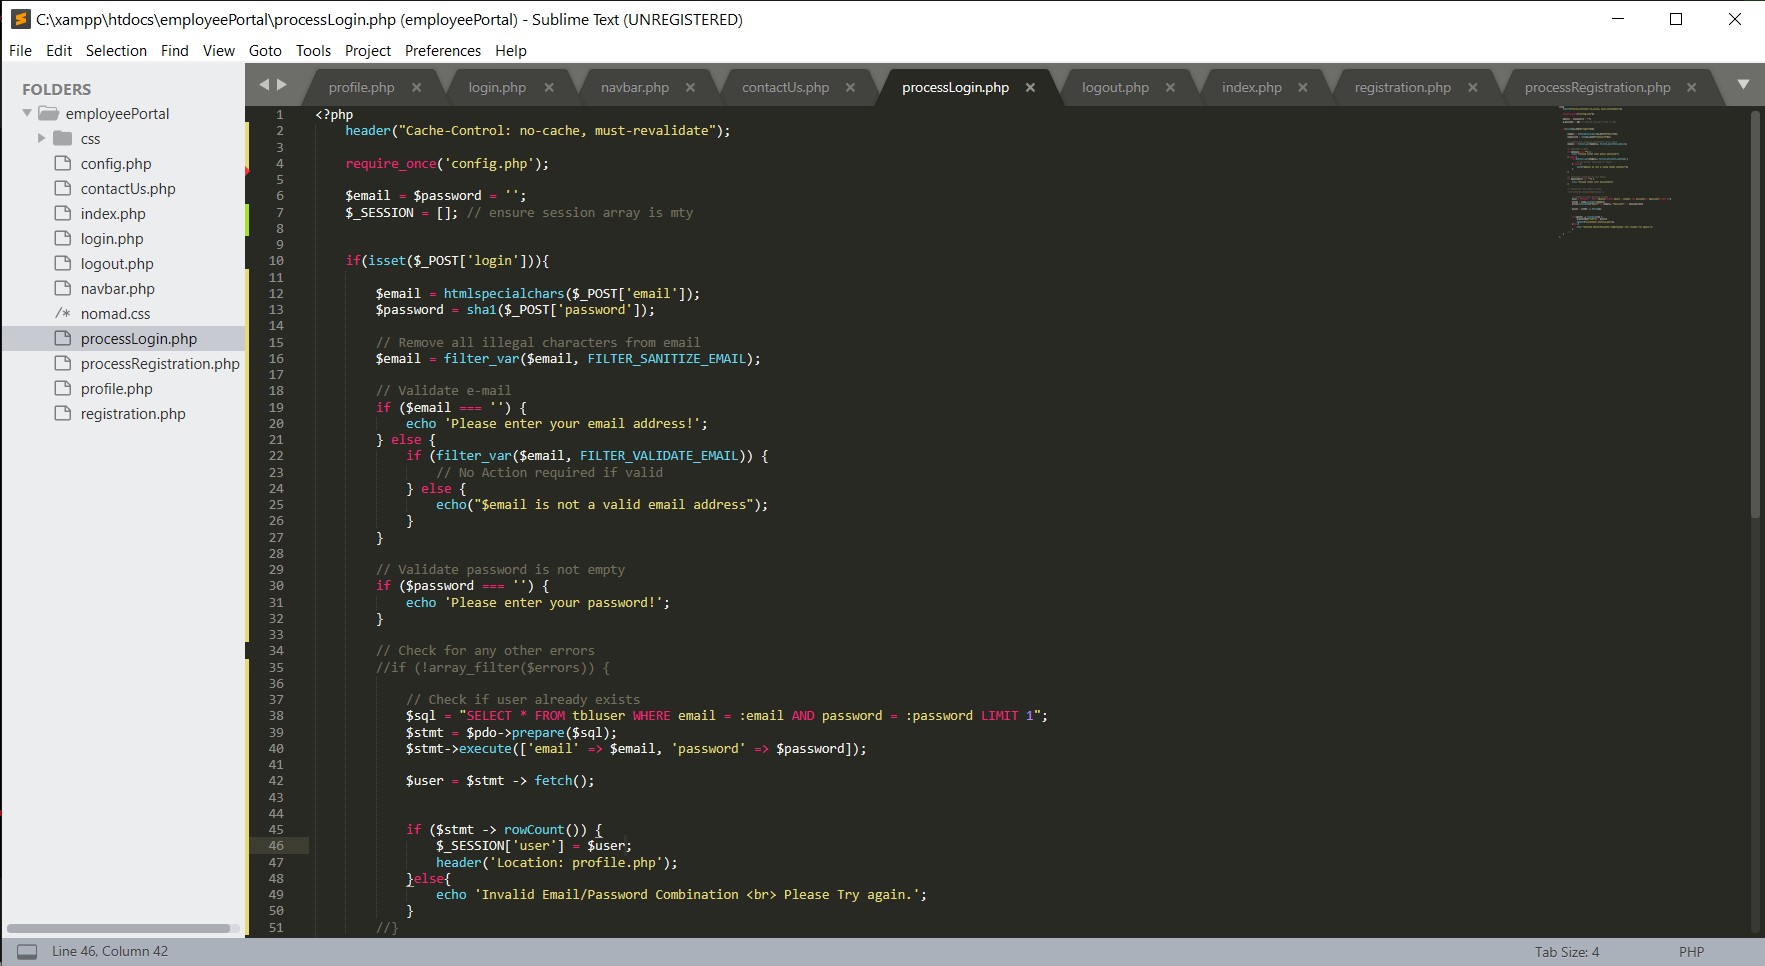 C:\xampp\htdocs\employeePortal\processLogin.php (employeePortal) - Sublime Text (UNREGISTERED)
File Edit Selection Find View Goto Tools Project Preferences Help
FOLDERS
employeePortal
css
config.php
contactUs.php
index.php
login.php
logout.php
navbar.php
/* nomad.css
processLogin.php
processRegistration.php
profile.php
registration.php
profile.php × login.php × navbar.php × contactUs.php × processLogin.php × logout.php × index.php × registration.php × processRegistration.php ×
1 <?php
2     header("Cache-Control: no-cache, must-revalidate");
3
4     require_once('config.php');
5
6     $email = $password = '';
7     $_SESSION = []; // ensure session array is mty
8
9
10     if(isset($_POST['login'])){
11
12         $email = htmlspecialchars($_POST['email']);
13         $password = sha1($_POST['password']);
14
15         // Remove all illegal characters from email
16         $email = filter_var($email, FILTER_SANITIZE_EMAIL);
17
18         // Validate e-mail
19         if ($email === '') {
20             echo 'Please enter your email address!';
21         } else {
22             if (filter_var($email, FILTER_VALIDATE_EMAIL)) {
23                 // No Action required if valid
24             } else {
25                 echo("$email is not a valid email address");
26             }
27         }
28
29         // Validate password is not empty
30         if ($password === '') {
31             echo 'Please enter your password!';
32         }
33
34         // Check for any other errors
35         //if (!array_filter($errors)) {
36
37             // Check if user already exists
38             $sql = "SELECT * FROM tbluser WHERE email = :email AND password = :password LIMIT 1";
39             $stmt = $pdo->prepare($sql);
40             $stmt->execute(['email' => $email, 'password' => $password]);
41
42             $user = $stmt -> fetch();
43
44
45             if ($stmt -> rowCount()) {
46                 $_SESSION['user'] = $user;
47                 header('Location: profile.php');
48             }else{
49                 echo 'Invalid Email/Password Combination <br> Please Try again.';
50             }
51         //}
Line 46, Column 42
Tab Size: 4
PHP